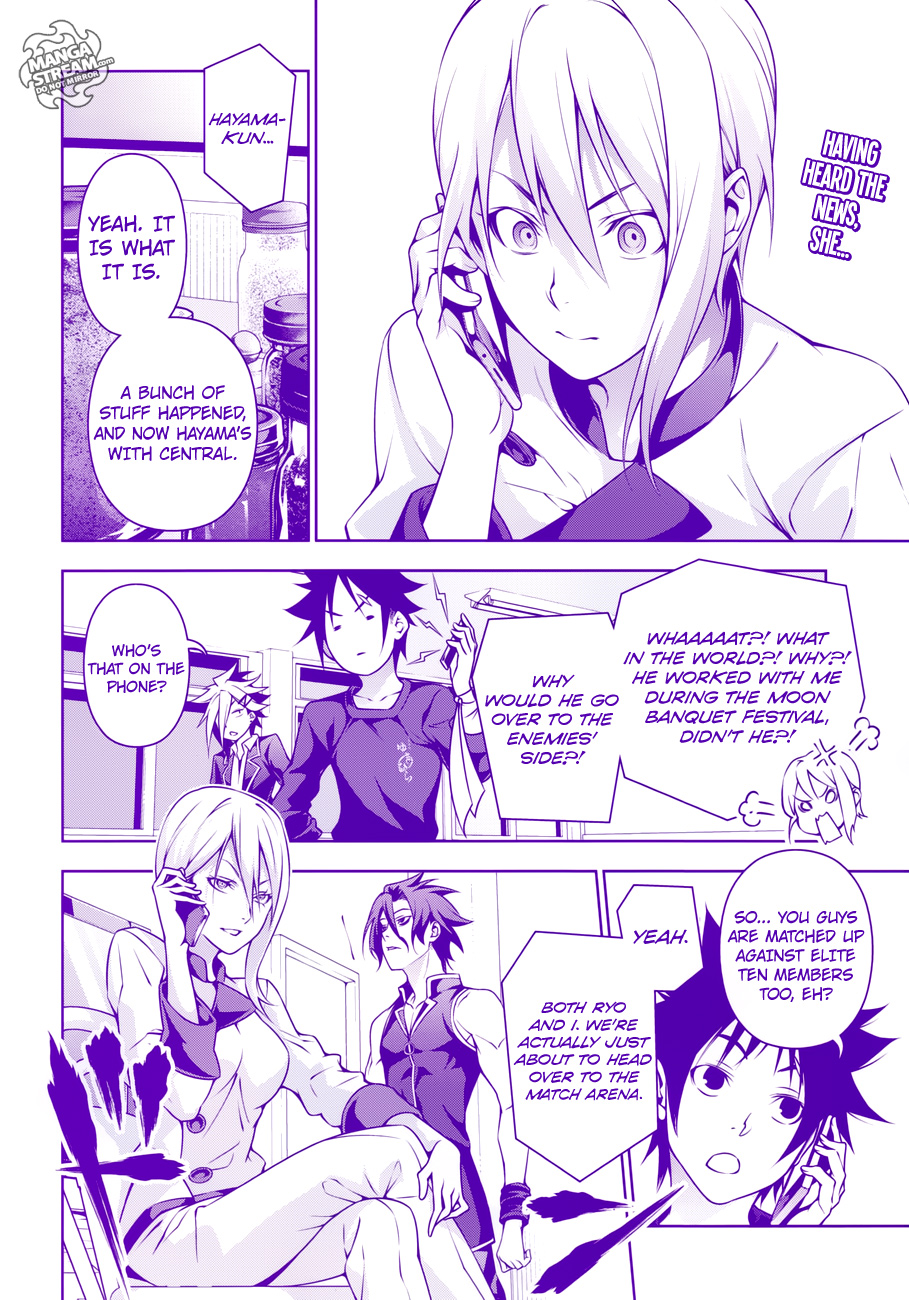 MANGA
STREAM.com
DO NOT MIRROR
HAVING
HEARD THE
NEWS,
SHE...
HAYAMA-
KUN...
YEAH. IT
IS WHAT
IT IS.
A BUNCH OF
STUFF HAPPENED,
AND NOW HAYAMA'S
WITH CENTRAL.
WHAAAAAT?! WHAT
IN THE WORLD?! WHY?!
HE WORKED WITH ME
DURING THE MOON
BANQUET FESTIVAL,
DIDN'T HE?!
WHY
WOULD HE GO
OVER TO THE
ENEMIES'
SIDE?!
WHO'S
THAT ON THE
PHONE?
ゆきひら
SO... YOU GUYS
ARE MATCHED UP
AGAINST ELITE
TEN MEMBERS
TOO, EH?
YEAH.
BOTH RYO
AND I. WE'RE
ACTUALLY JUST
ABOUT TO HEAD
OVER TO THE
MATCH ARENA.